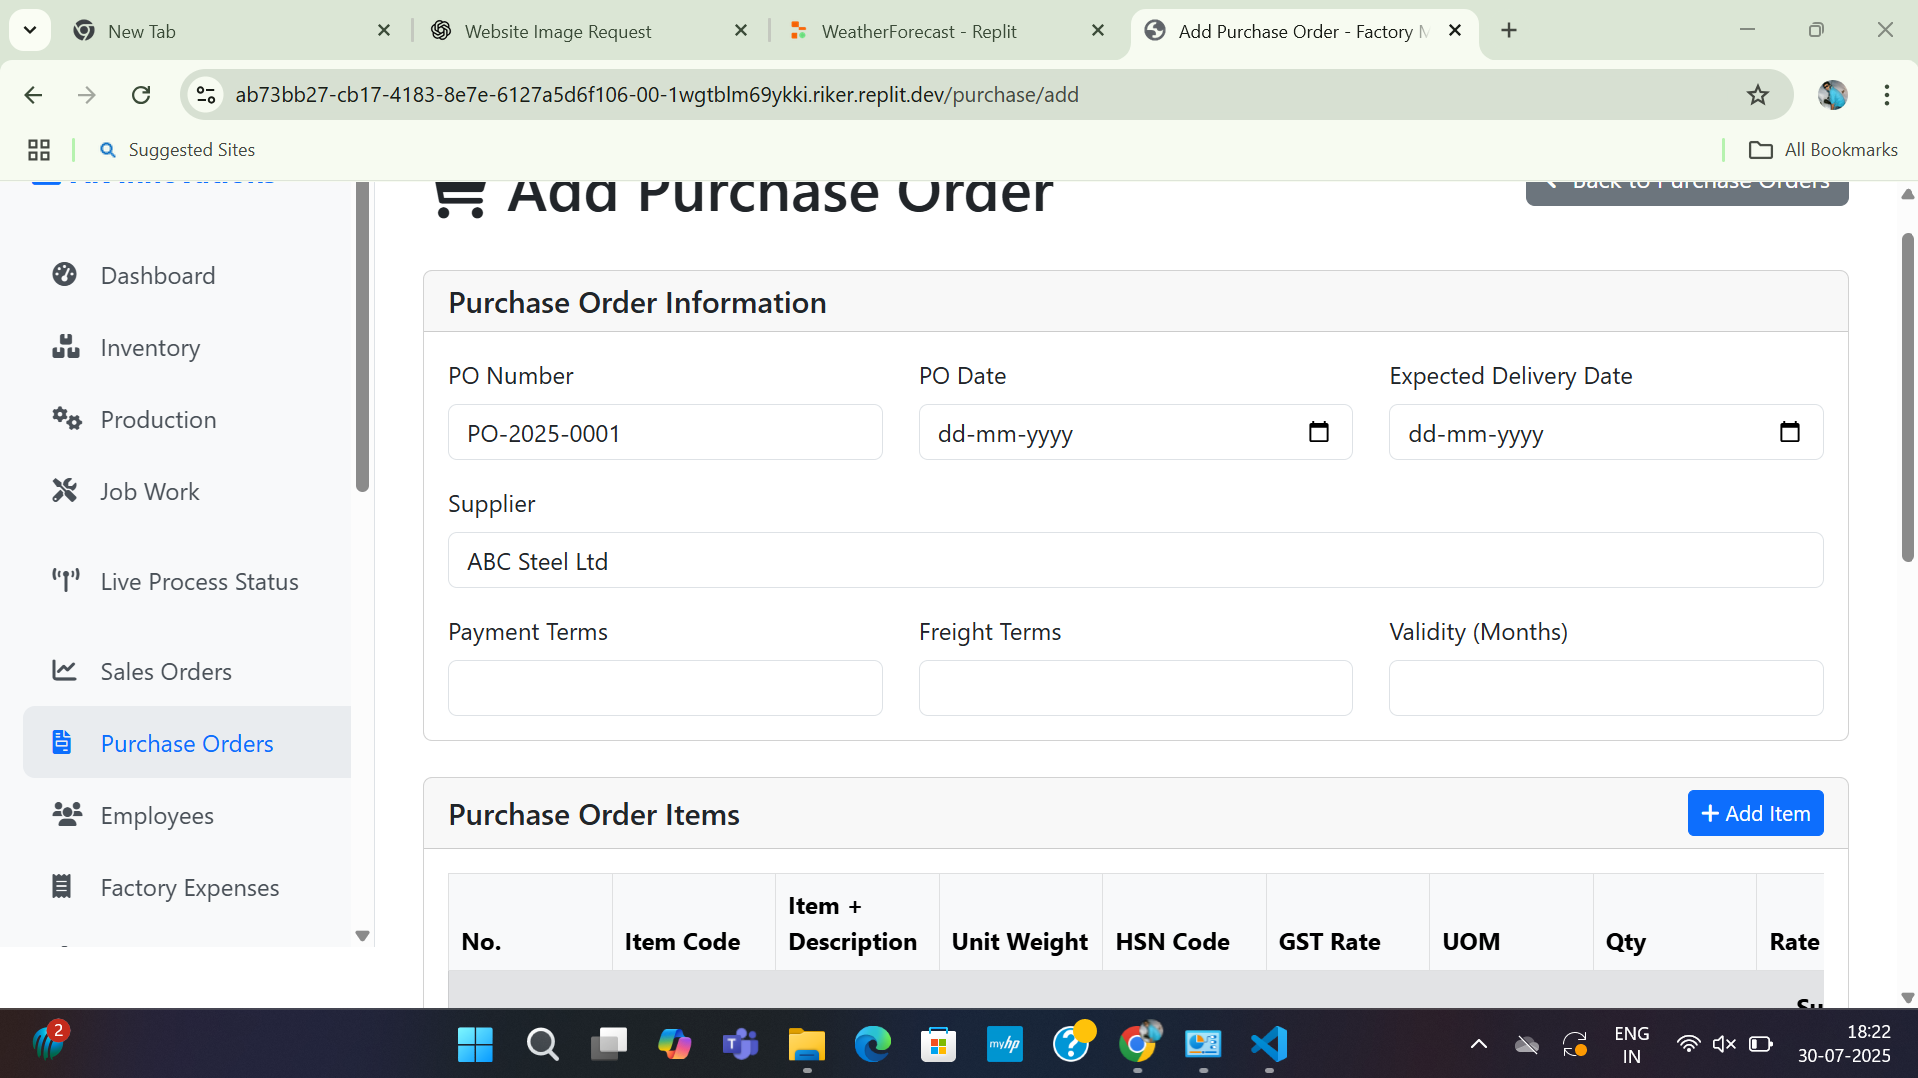 New Tab
Website Image Request
WeatherForecast - Replit
Add Purchase Order - Factory M
ab73bb27-cb17-4183-8e7e-6127a5d6f106-00-1wgtblm69ykki.riker.replit.dev/purchase/add
Suggested Sites
All Bookmarks
Add Purchase Order
Back to Purchase Orders
Dashboard
Inventory
Production
Job Work
Live Process Status
Sales Orders
Purchase Orders
Employees
Factory Expenses
Purchase Order Information
PO Number
PO Date
Expected Delivery Date
PO-2025-0001
dd-mm-yyyy
dd-mm-yyyy
Supplier
ABC Steel Ltd
Payment Terms
Freight Terms
Validity (Months)
Purchase Order Items
+ Add Item
No.
Item Code
Item +
Description
Unit Weight
HSN Code
GST Rate
UOM
Qty
Rate
2
myhp
ENG
IN
18:22
30-07-2025